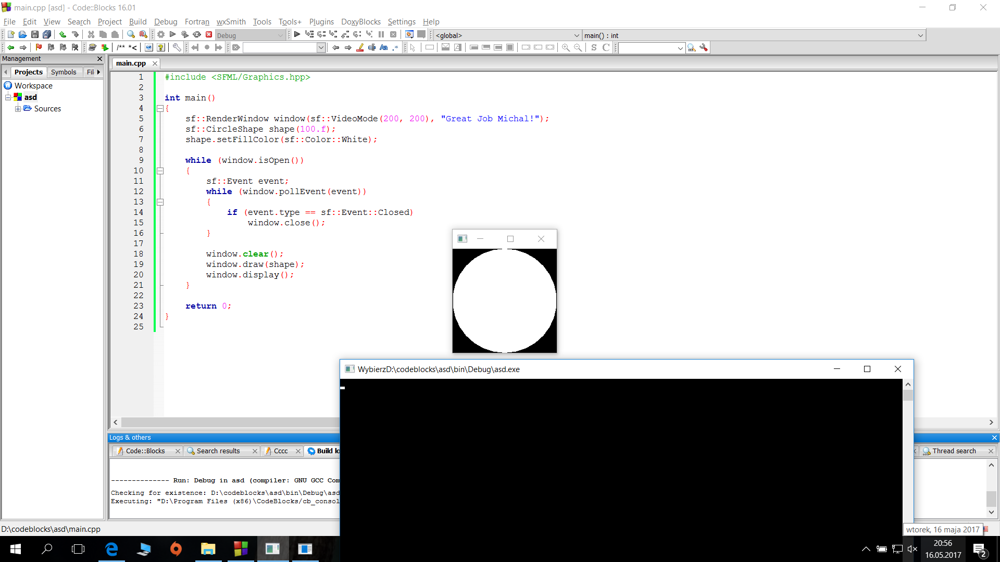 main.cpp [asd] - Code::Blocks 16.01
File Edit View Search Project Build Debug Fortran wxSmith Tools Tools+ Plugins DoxyBlocks Settings Help
Debug <global> main() : int
/** *< Aa .* S C
Management
main.cpp
Projects Symbols Fil
Workspace
asd
Sources
1 #include <SFML/Graphics.hpp>
2
3 int main()
4 {
5 sf::RenderWindow window(sf::VideoMode(200, 200), "Great Job Michal!");
6 sf::CircleShape shape(100.f);
7 shape.setFillColor(sf::Color::White);
8
9 while (window.isOpen())
10 {
11 sf::Event event;
12 while (window.pollEvent(event))
13 {
14 if (event.type == sf::Event::Closed)
15 window.close();
16 }
17
18 window.clear();
19 window.draw(shape);
20 window.display();
21 }
22
23 return 0;
24 }
25
WybierzD:\codeblocks\asd\bin\Debug\asd.exe
Logs & others
Code::Blocks Search results Cccc Build lo Thread search
-------------- Run: Debug in asd (compiler: GNU GCC Com
Checking for existence: D:\codeblocks\asd\bin\Debug\asd
Executing: "D:\Program Files (x86)\CodeBlocks/cb_consol
D:\codeblocks\asd\main.cpp
wtorek, 16 maja 2017
20:56
16.05.2017
2